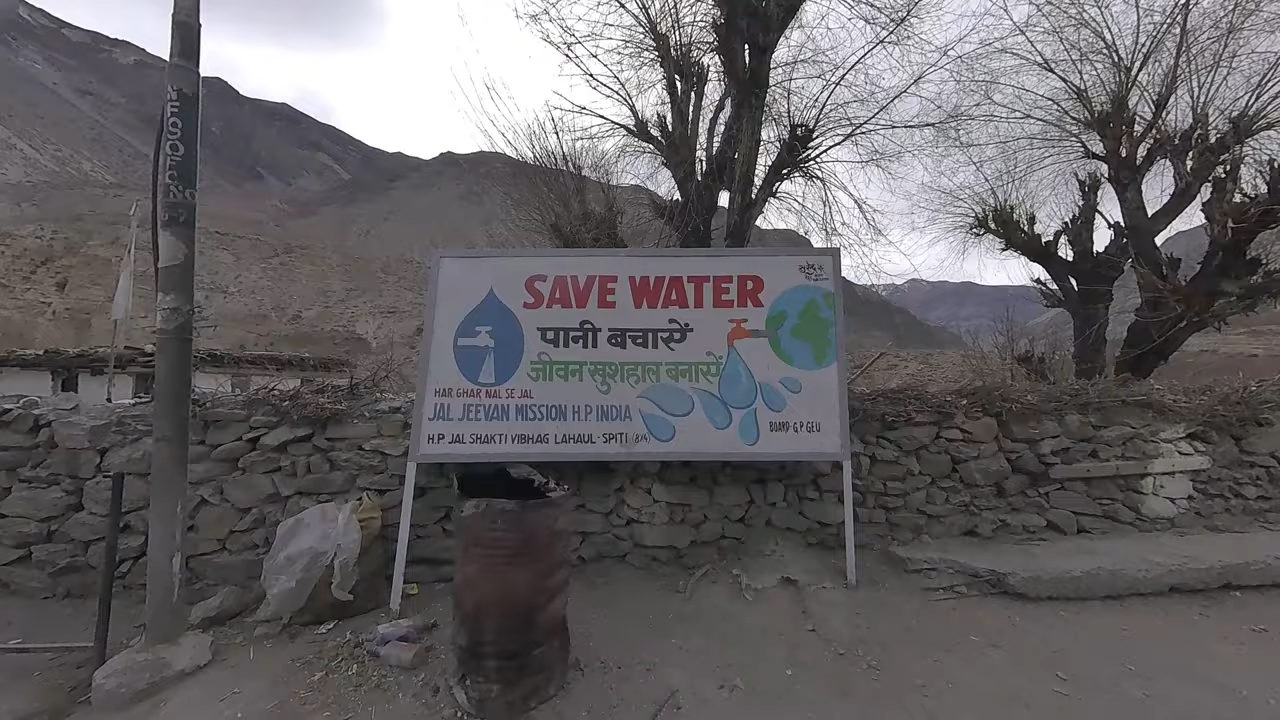 SAVE WATER
पानी बचाएँ
जीवन खुशहाल बनाएँ
HAR GHAR NAL SE JAL
JAL JEEVAN MISSION H.P. INDIA
H.P. JAL SHAKTI VIBHAG LAHAUL-SPITI
BOARD-G.P. GEU